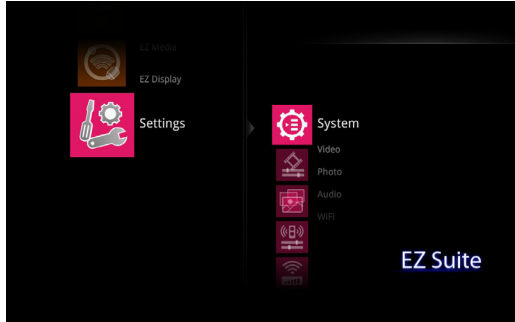 EZ Media
EZ Display
Settings
System
Video
Photo
Audio
WiFi
EZ Suite